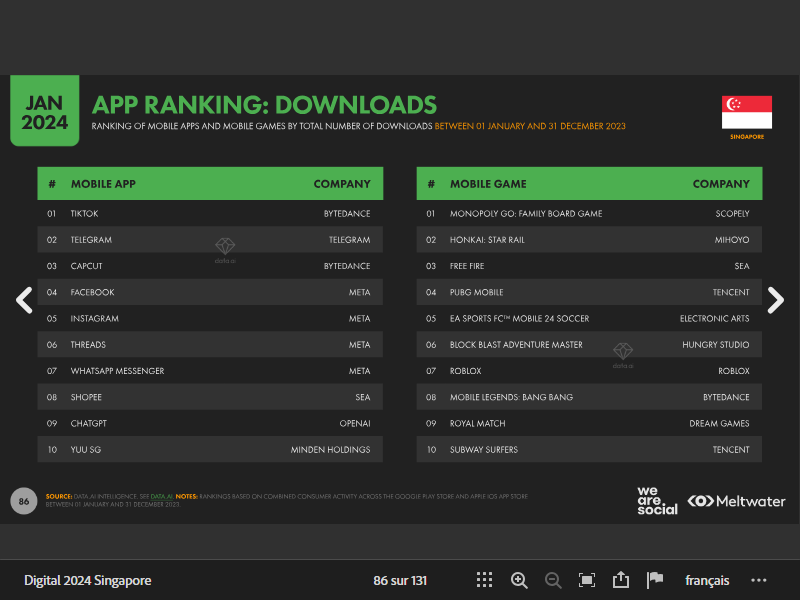 JAN
2024
APP RANKING: DOWNLOADS
RANKING OF MOBILE APPS AND MOBILE GAMES BY TOTAL NUMBER OF DOWNLOADS BETWEEN 01 JANUARY AND 31 DECEMBER 2023
SINGAPORE
# MOBILE APP COMPANY
01 TIKTOK BYTEDANCE
02 TELEGRAM TELEGRAM
03 CAPCUT BYTEDANCE
04 FACEBOOK META
05 INSTAGRAM META
06 THREADS META
07 WHATSAPP MESSENGER META
08 SHOPEE SEA
09 CHATGPT OPENAI
10 YUU SG MINDEN HOLDINGS
data.ai
# MOBILE GAME COMPANY
01 MONOPOLY GO: FAMILY BOARD GAME SCOPELY
02 HONKAI: STAR RAIL MIHOYO
03 FREE FIRE SEA
04 PUBG MOBILE TENCENT
05 EA SPORTS FC™ MOBILE 24 SOCCER ELECTRONIC ARTS
06 BLOCK BLAST ADVENTURE MASTER HUNGRY STUDIO
07 ROBLOX ROBLOX
08 MOBILE LEGENDS: BANG BANG BYTEDANCE
09 ROYAL MATCH DREAM GAMES
10 SUBWAY SURFERS TENCENT
data.ai
86
SOURCE: DATA.AI INTELLIGENCE. SEE DATA.AI. NOTES: RANKINGS BASED ON COMBINED CONSUMER ACTIVITY ACROSS THE GOOGLE PLAY STORE AND APPLE IOS APP STORE
BETWEEN 01 JANUARY AND 31 DECEMBER 2023.
we
are.
social
Meltwater
Digital 2024 Singapore
86 sur 131
français